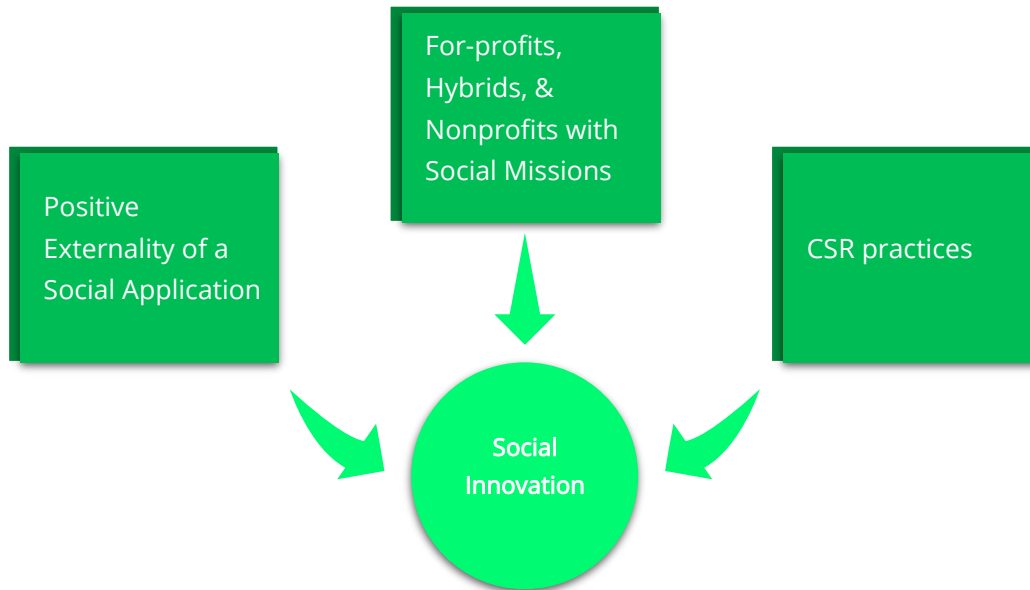 For-profits,
Hybrids, &
Nonprofits with
Social Missions
Positive
Externality of a
Social Application
CSR practices
Social
Innovation